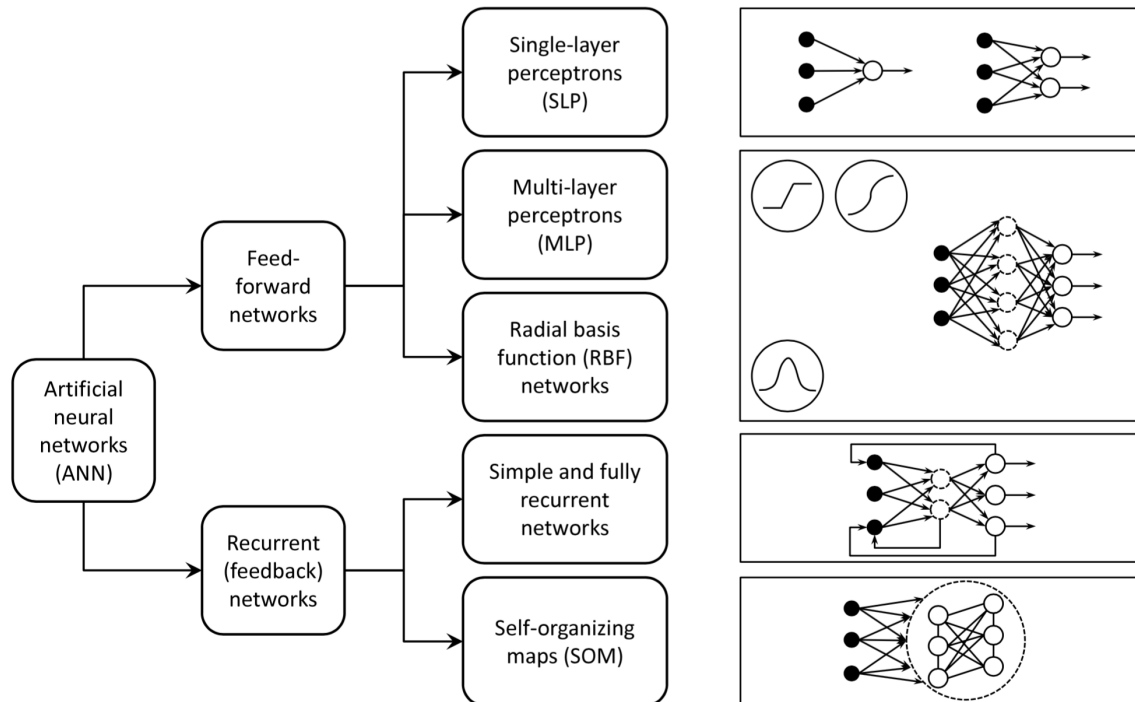 Single-layer
perceptrons
(SLP)
Multi-layer
perceptrons
(MLP)
Feed-
forward
networks
Radial basis
function (RBF)
networks
Artificial
neural
networks
(ANN)
Simple and fully
recurrent
networks
Recurrent
(feedback)
networks
Self-organizing
maps (SOM)